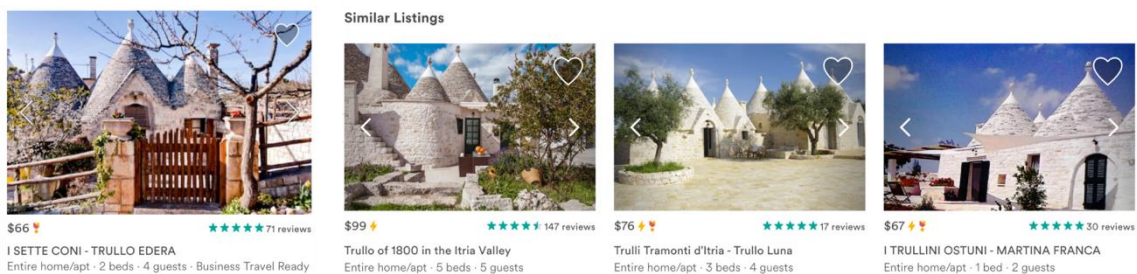 Similar Listings
$66 71 reviews
I SETTE CONI - TRULLO EDERA
Entire home/apt · 2 beds · 4 guests · Business Travel Ready
$99 147 reviews
Trullo of 1800 in the Itria Valley
Entire home/apt · 5 beds · 5 guests
$76 17 reviews
Trulli Tramonti d'Itria - Trullo Luna
Entire home/apt · 3 beds · 4 guests
$67 30 reviews
I TRULLINI OSTUNI - MARTINA FRANCA
Entire home/apt · 1 bed · 2 guests